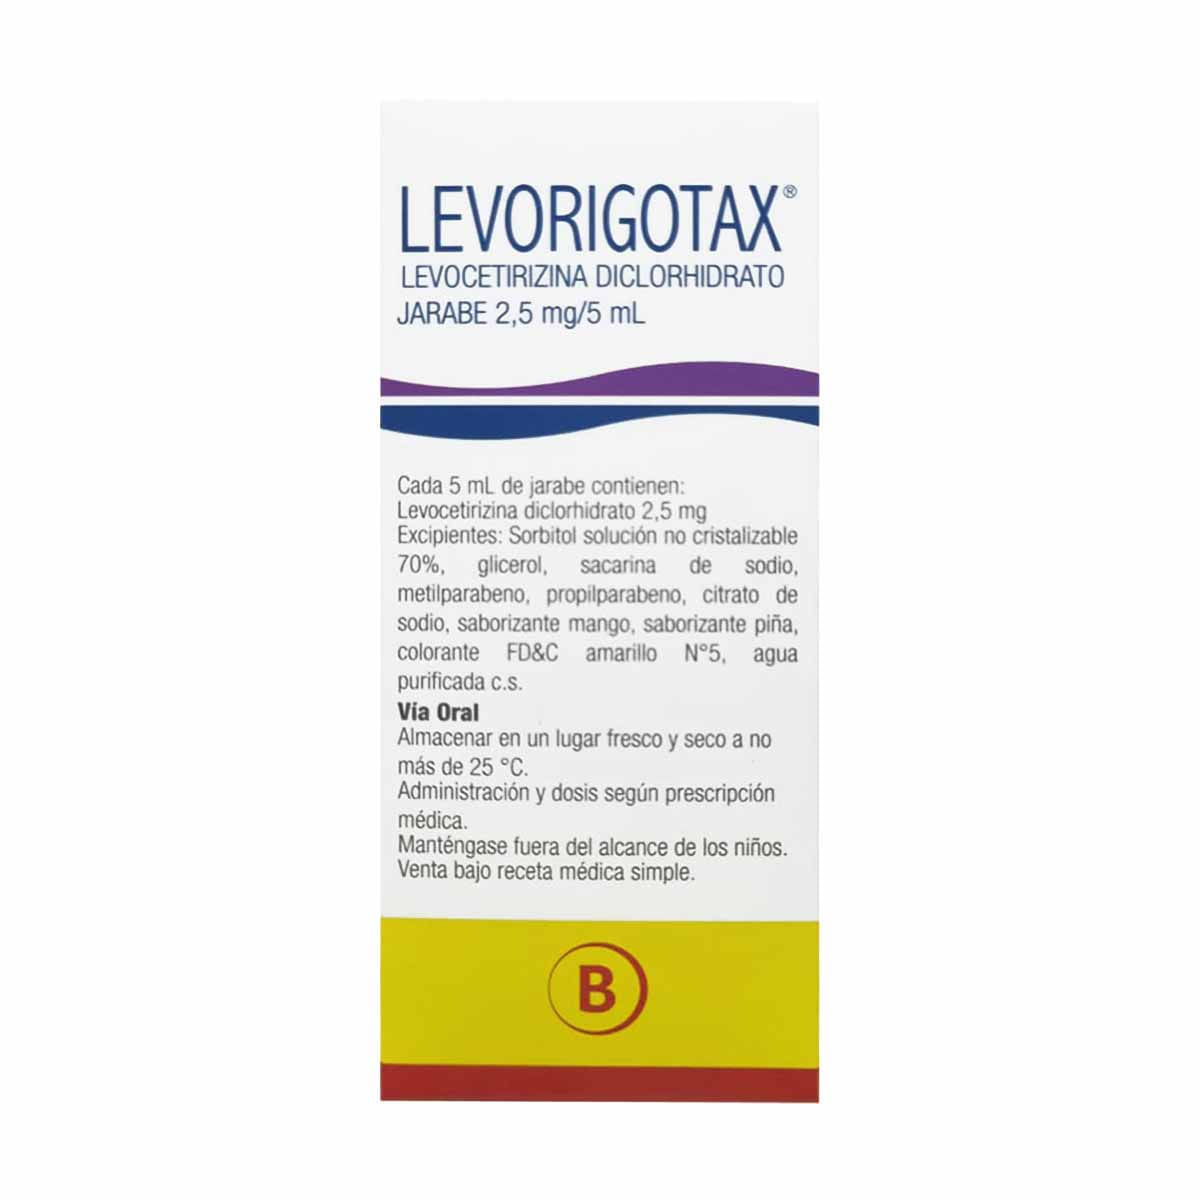 LEVORIGOTAX®
LEVOCETIRIZINA DICLORHIDRATO
JARABE 2,5 mg/5 mL
Cada 5 mL de jarabe contienen:
Levocetirizina diclorhidrato 2,5 mg
Excipientes: Sorbitol solución no cristalizable
70%, glicerol, sacarina de sodio,
metilparabeno, propilparabeno, citrato de
sodio, saborizante mango, saborizante piña,
colorante FD&C amarillo N°5, agua
purificada c.s.
Vía Oral
Almacenar en un lugar fresco y seco a no
más de 25 °C.
Administración y dosis según prescripción
médica.
Manténgase fuera del alcance de los niños.
Venta bajo receta médica simple.
B